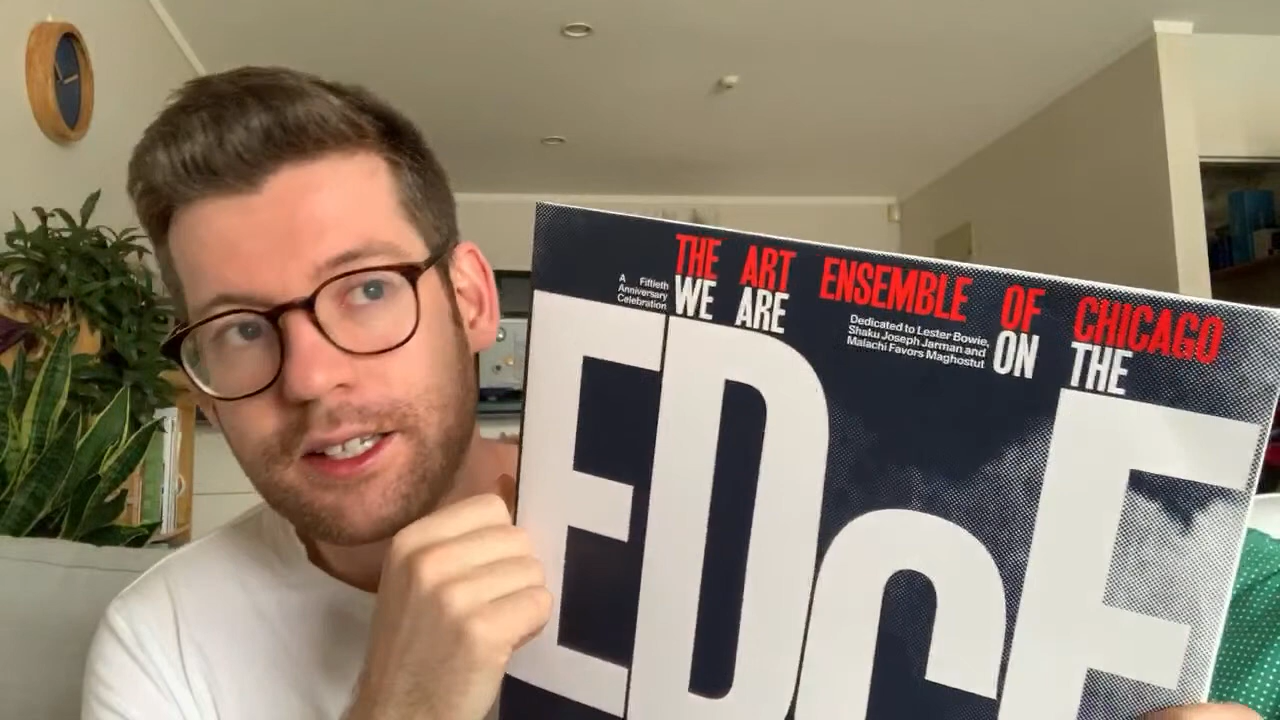 THE ART ENSEMBLE OF CHICAGO
A Fiftieth
Anniversary
Celebration
WE ARE ON THE
Dedicated to Lester Bowie,
Shaku Joseph Jarman and
Malachi Favors Maghostut
EDGE